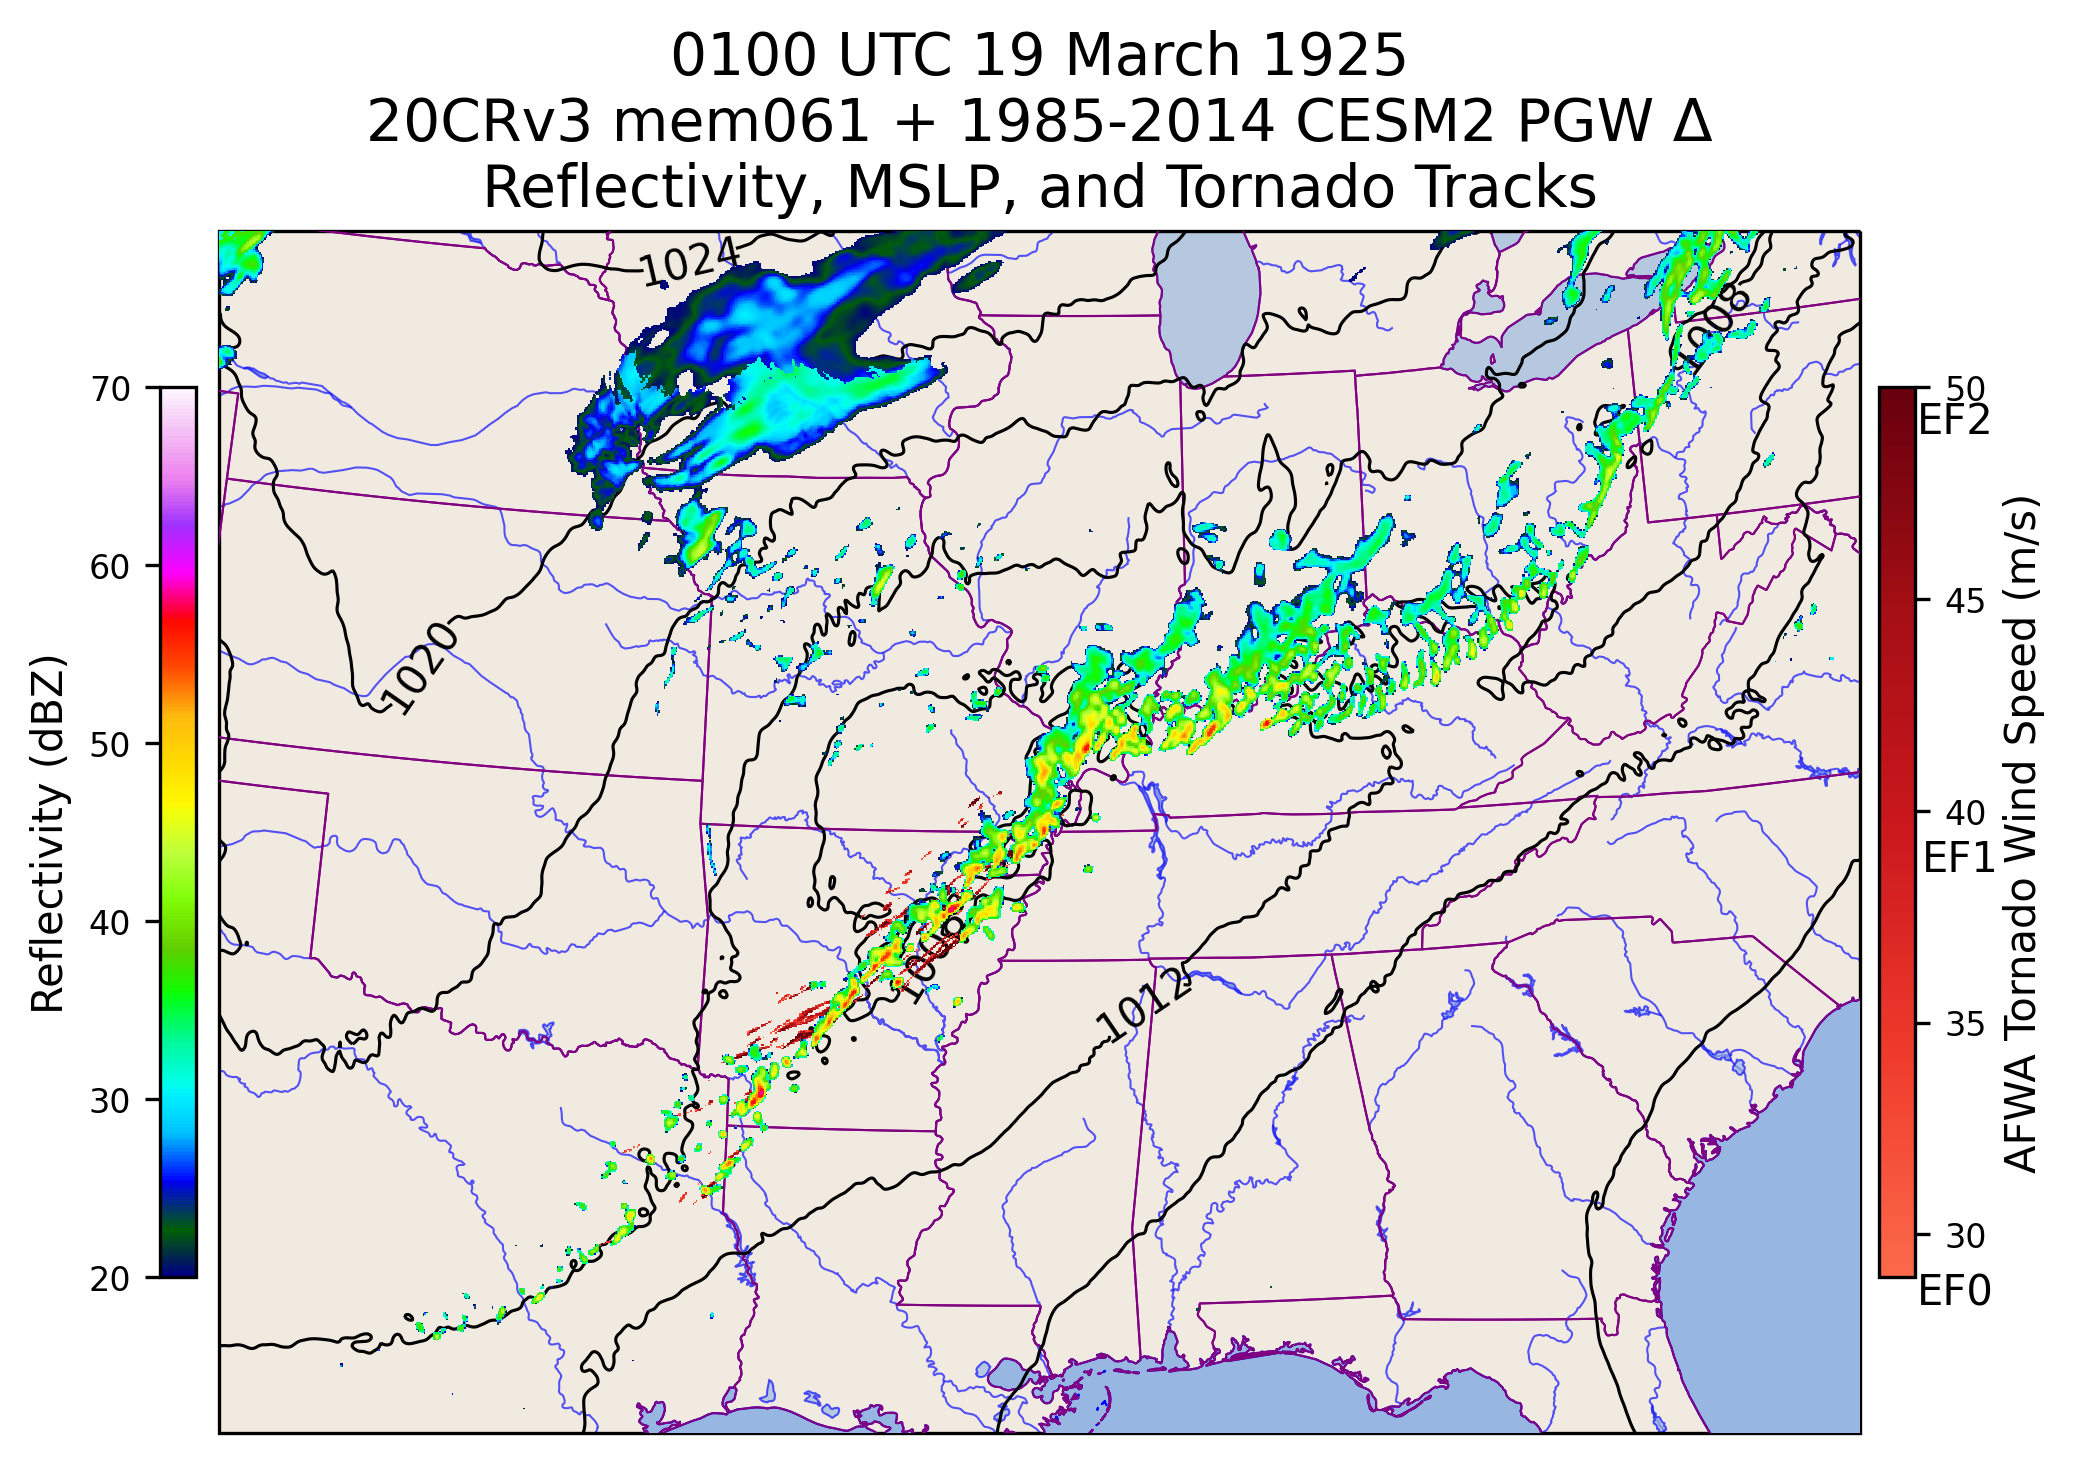 0100 UTC 19 March 1925
20CRv3 mem061 + 1985-2014 CESM2 PGW Δ
Reflectivity, MSLP, and Tornado Tracks
1024
1008
1020
1008
1012
70
60
50
40
30
20
Reflectivity (dBZ)
50
EF2
45
40
EF1
35
30
EF0
AFWA Tornado Wind Speed (m/s)